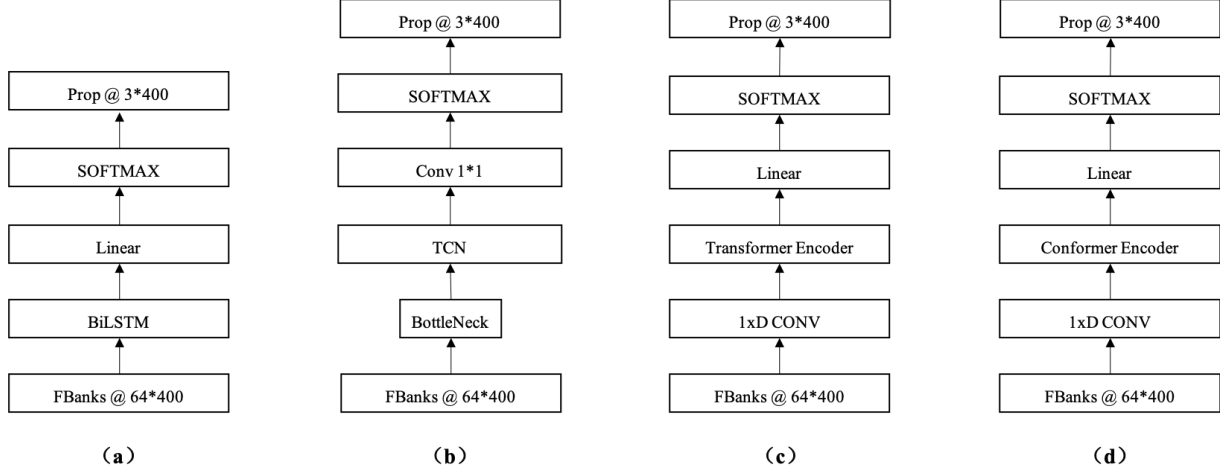 Prop @ 3*400
SOFTMAX
Linear
BiLSTM
FBanks @ 64*400
（a）
Prop @ 3*400
SOFTMAX
Conv 1*1
TCN
BottleNeck
FBanks @ 64*400
（b）
Prop @ 3*400
SOFTMAX
Linear
Transformer Encoder
1xD CONV
FBanks @ 64*400
（c）
Prop @ 3*400
SOFTMAX
Linear
Conformer Encoder
1xD CONV
FBanks @ 64*400
（d）